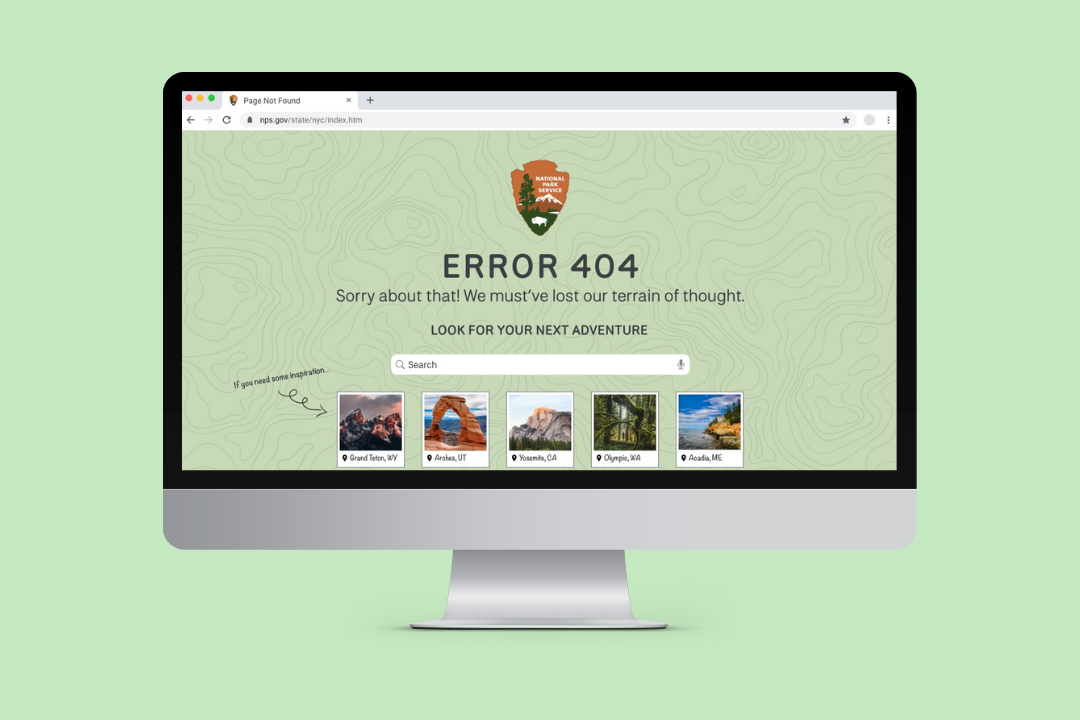 Page Not Found
nps.gov/state/nyc/index.htm
NATIONAL
PARK
SERVICE
ERROR 404
Sorry about that! We must've lost our terrain of thought.
LOOK FOR YOUR NEXT ADVENTURE
Search
If you need some inspiration...
Grand Teton, WY
Arches, UT
Yosemite, CA
Olympic, WA
Acadia, ME